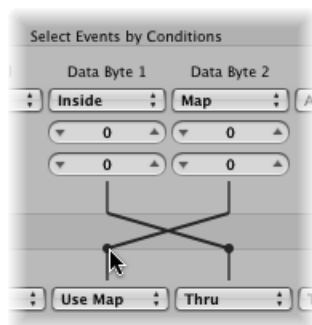 Select Events by Conditions
Data Byte 1 Data Byte 2
Inside Map
0 0
0 0
Use Map Thru